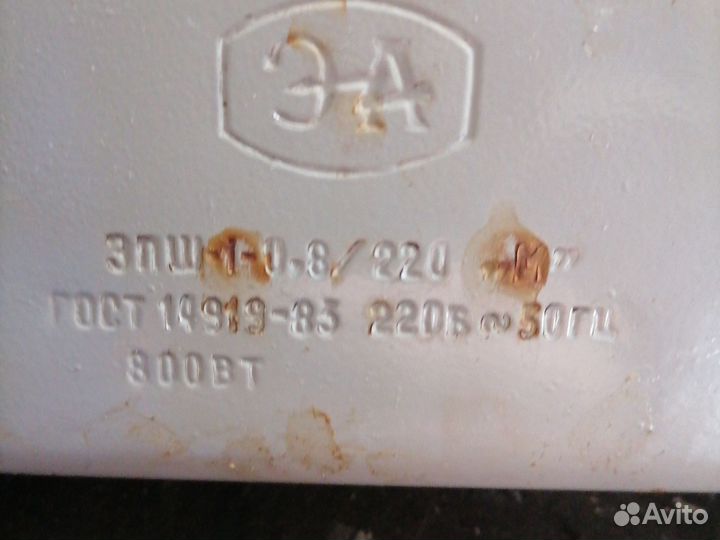 ЭА
ЭПШ-1-0,8/220 „М”
ГОСТ 14919-83 220В ~ 50ГЦ
800ВТ
Avito